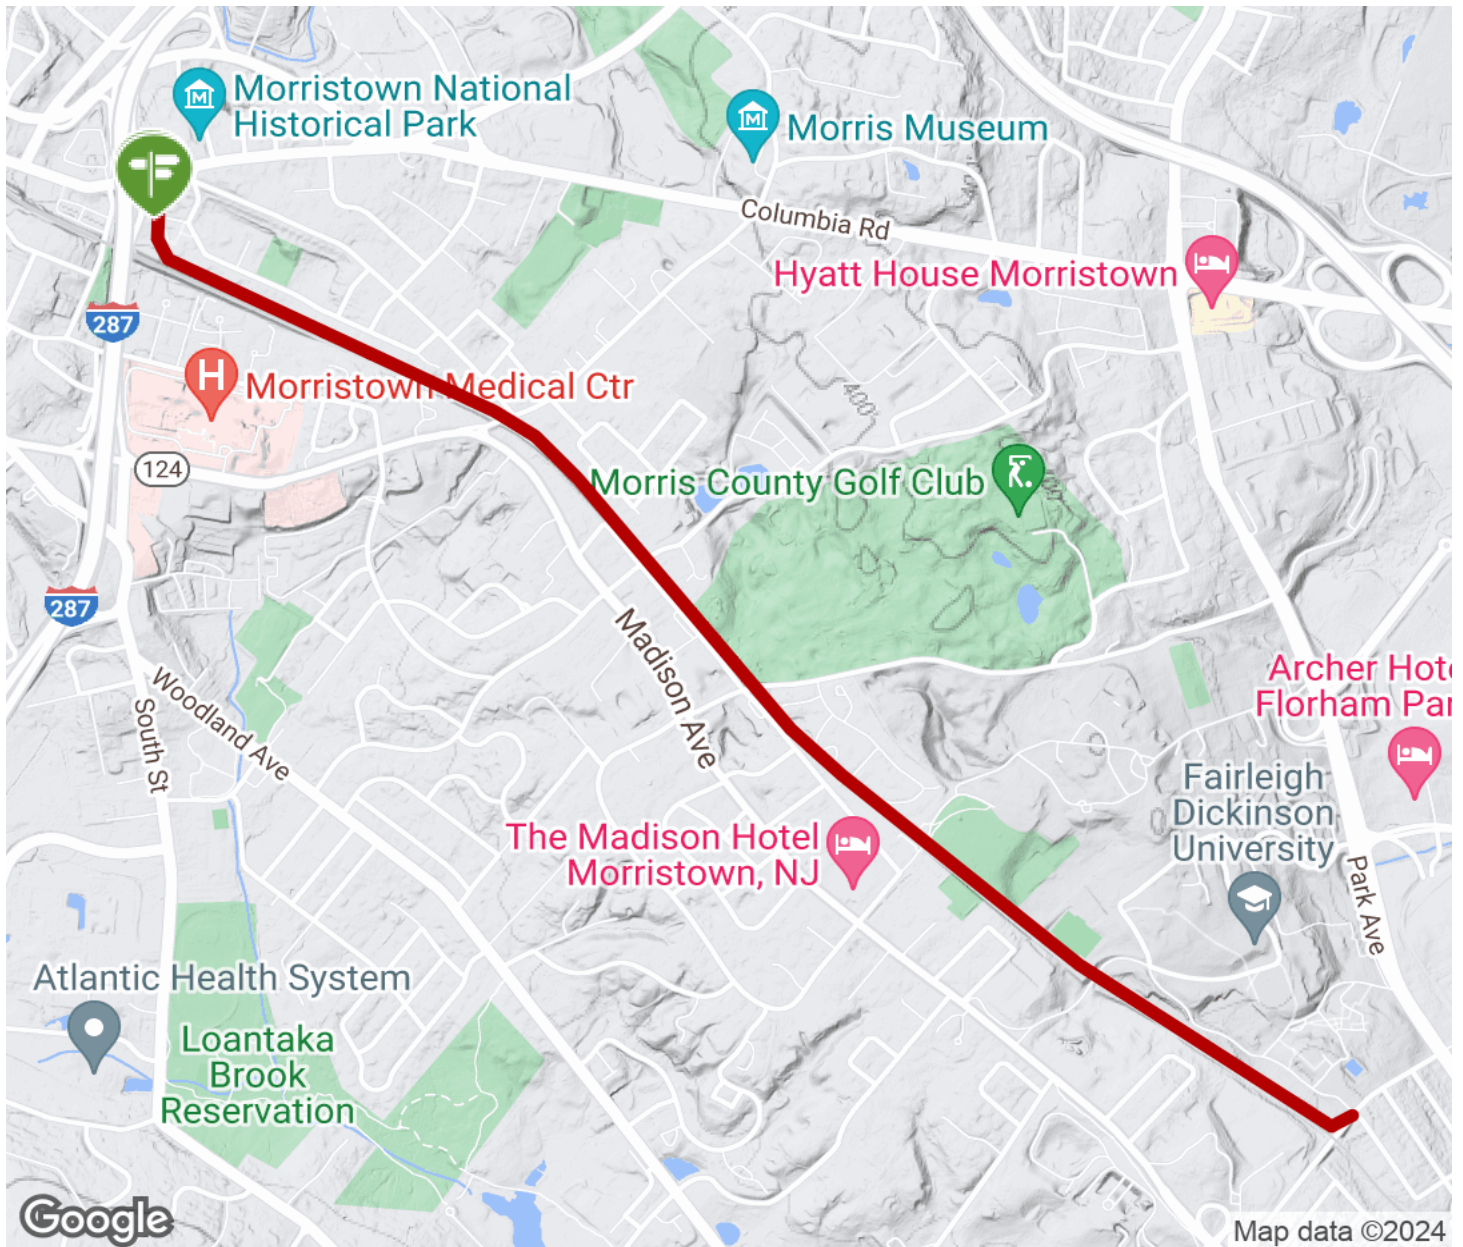 Morristown National
Historical Park
Morris Museum
Columbia Rd
Hyatt House Morristown
287
Morristown Medical Ctr
400'
124
Morris County Golf Club
287
Madison Ave
Woodland Ave
South St
Archer Hote
Florham Par
Fairleigh
Dickinson
University
The Madison Hotel
Morristown, NJ
Park Ave
Atlantic Health System
Loantaka
Brook
Reservation
Google
Map data ©2024